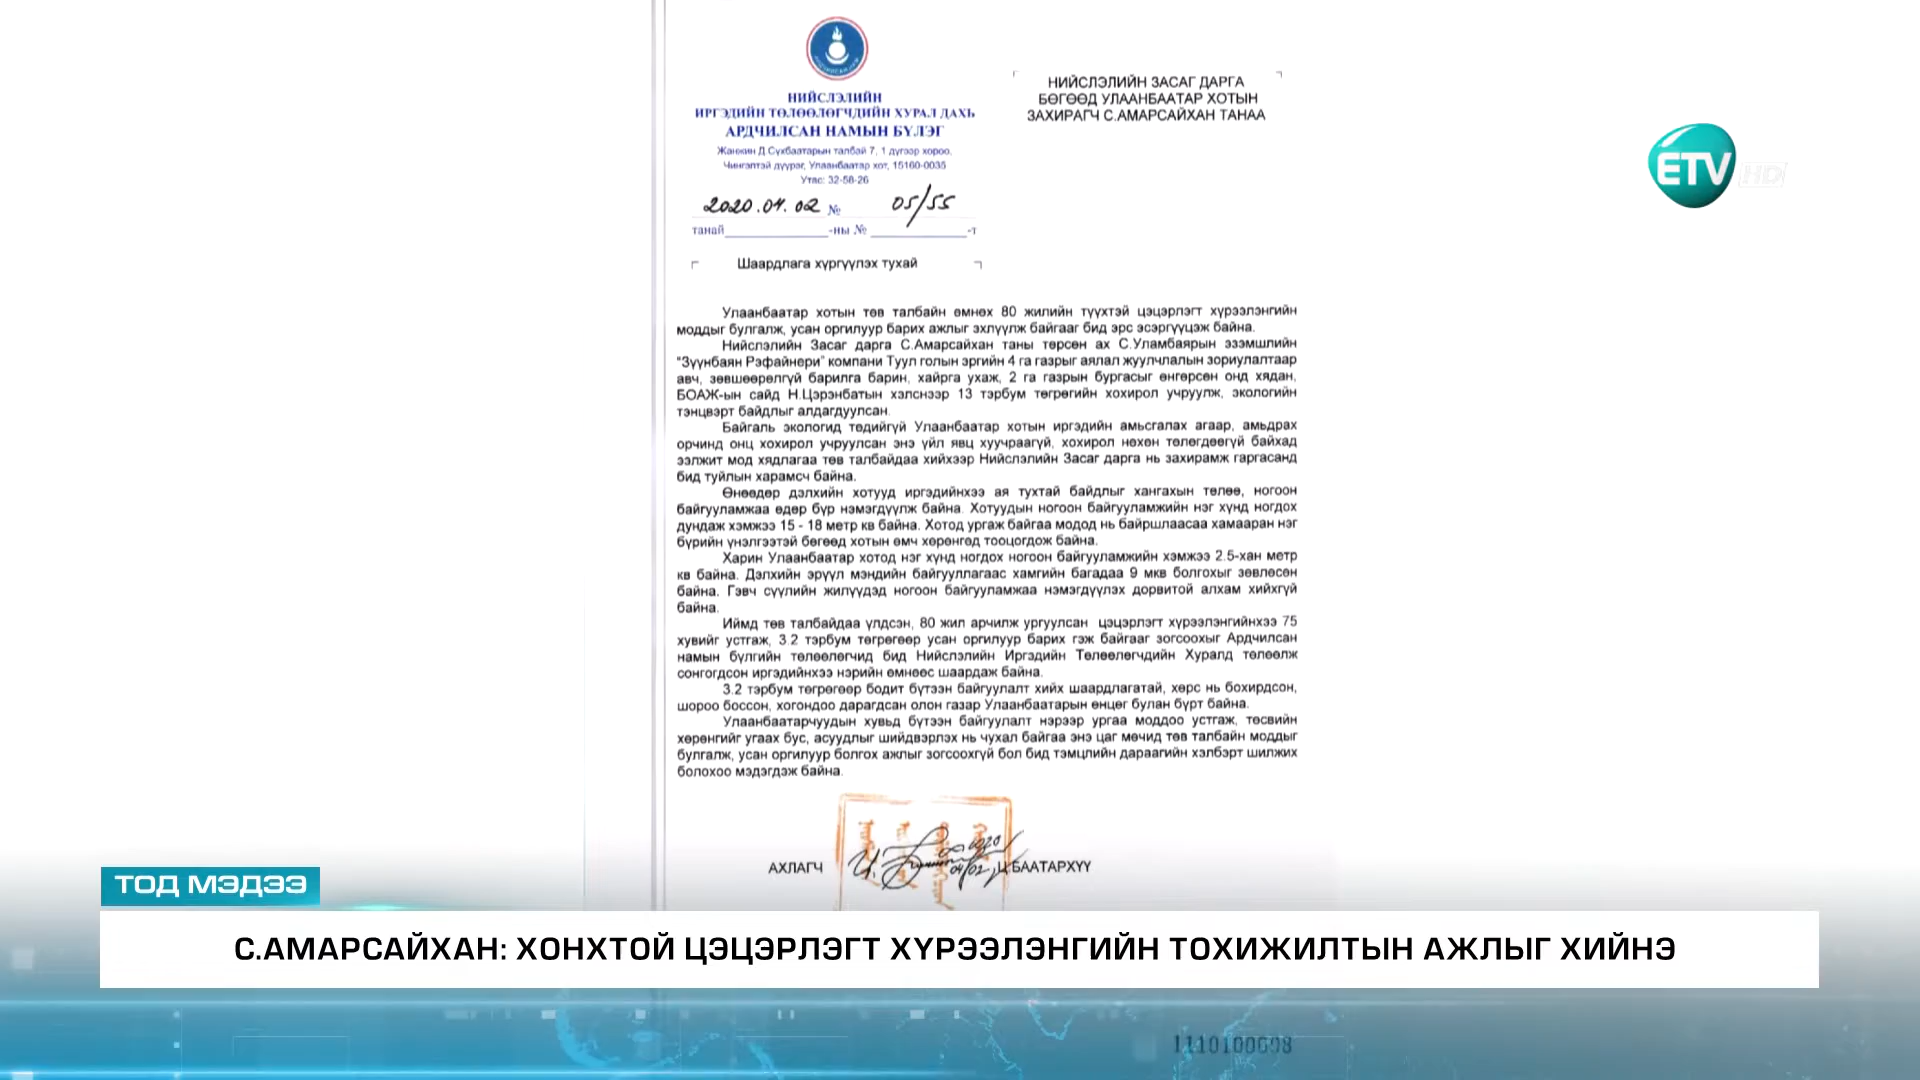 НИЙСЛЭЛИЙН
ИРГЭДИЙН ТӨЛӨӨЛӨГЧДИЙН ХУРАЛ ДАХЬ
АРДЧИЛСАН НАМЫН БҮЛЭГ
Жанжин Д.Сүхбаатарын талбай 7, 1 дүгээр хороо,
Чингэлтэй дүүрэг, Улаанбаатар хот, 15160-0035
Утас: 32-58-26
2020.04.02 № 05/55
танай -ны № -т
НИЙСЛЭЛИЙН ЗАСАГ ДАРГА
БӨГӨӨД УЛААНБААТАР ХОТЫН
ЗАХИРАГЧ С.АМАРСАЙХАН ТАНАА
ETV HD
Шаардлага хүргүүлэх тухай
Улаанбаатар хотын төв талбайн өмнөх 80 жилийн түүхтэй цэцэрлэгт хүрээлэнгийн
моддыг булгалж, усан оргилуур барих ажлыг эхлүүлж байгааг бид эрс эсэргүүцэж байна.
Нийслэлийн Засаг дарга С.Амарсайхан таны төрсөн ах С.Уламбаярын эзэмшлийн
"Зүүнбаян Рэфайнери" компани Туул голын эргийн 4 га газрыг аялал жуулчлалын зориулалтаар
авч, зөвшөөрөлгүй барилга барин, хайрга ухаж, 2 га газрын бургасыг өнгөрсөн онд хядан,
БОАЖ-ын сайд Н.Цэрэнбатын хэлснээр 13 тэрбум төгрөгийн хохирол учруулж, экологийн
тэнцвэрт байдлыг алдагдуулсан.
Байгаль экологид төдийгүй Улаанбаатар хотын иргэдийн амьсгалах агаар, амьдрах
орчинд онц хохирол учруулсан энэ үйл явц хуучраагүй, хохирол нөхөн төлөгдөөгүй байхад
ээлжит мод хядлагаа төв талбайдаа хийхээр Нийслэлийн Засаг дарга нь захирамж гаргасанд
бид туйлын харамсч байна.
Өнөөдөр дэлхийн хотууд иргэдийнхээ ая тухтай байдлыг хангахын төлөө, ногоон
байгууламжаа өдөр бүр нэмэгдүүлж байна. Хотуудын ногоон байгууламжийн нэг хүнд ногдох
дундаж хэмжээ 15 - 18 метр кв байна. Хотод ургаж байгаа модод нь байршлаасаа хамааран нэг
бүрийн үнэлгээтэй бөгөөд хотын өмч хөрөнгөд тооцогдож байна.
Харин Улаанбаатар хотод нэг хүнд ногдох ногоон байгууламжийн хэмжээ 2.5-хан метр
кв байна. Дэлхийн эрүүл мэндийн байгууллагаас хамгийн багадаа 9 мкв болгохыг зөвлөсөн
байна. Гэвч сүүлийн жилүүдэд ногоон байгууламжаа нэмэгдүүлэх дорвитой алхам хийхгүй
байна.
Иймд төв талбайдаа үлдсэн, 80 жил арчилж ургуулсан цэцэрлэгт хүрээлэнгийнхээ 75
хувийг устгаж, 3.2 тэрбум төгрөгөөр усан оргилуур барих гэж байгааг зогсоохыг Ардчилсан
намын бүлгийн төлөөлөгчид бид Нийслэлийн Иргэдийн Төлөөлөгчдийн Хуралд төлөөлж
сонгогдсон иргэдийнхээ нэрийн өмнөөс шаардаж байна.
3.2 тэрбум төгрөгөөр бодит бүтээн байгуулалт хийх шаардлагатай, хөрс нь бохирдсон,
шороо боссон, хогондоо дарагдсан олон газар Улаанбаатарын өнцөг булан бүрт байна.
Улаанбаатарчуудын хувьд бүтээн байгуулалт нэрээр ургаа моддоо устгаж, төсвийн
хөрөнгийг угаах бус, асуудлыг шийдвэрлэх нь чухал байгаа энэ цаг мөчид төв талбайн моддыг
булгалж, усан оргилуур болгох ажлыг зогсоохгүй бол бид тэмцлийн дараагийн хэлбэрт шилжих
болохоо мэдэгдэж байна.
АХЛАГЧ Ц.БААТАРХҮҮ
ТОД МЭДЭЭ
С.АМАРСАЙХАН: ХОНХТОЙ ЦЭЦЭРЛЭГТ ХҮРЭЭЛЭНГИЙН ТОХИЖИЛТЫН АЖЛЫГ ХИЙНЭ
1110100008